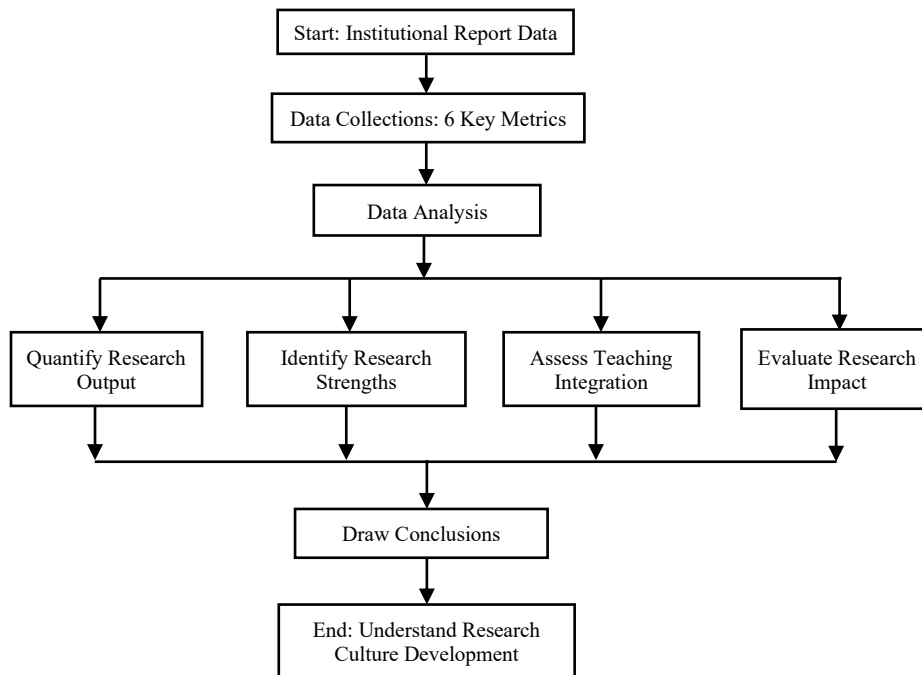 Start: Institutional Report Data
Data Collections: 6 Key Metrics
Data Analysis
Quantify Research
Output
Identify Research
Strengths
Assess Teaching
Integration
Evaluate Research
Impact
Draw Conclusions
End: Understand Research
Culture Development